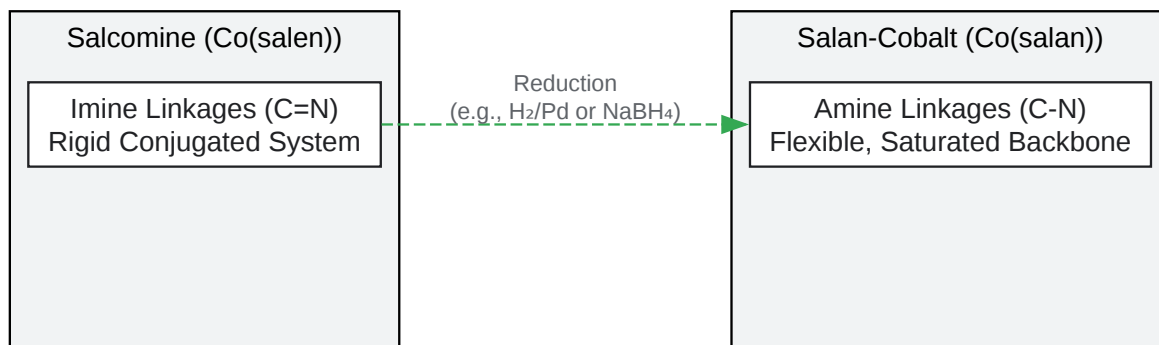 Salcomine (Co(salen))
Imine Linkages (C=N)
Rigid Conjugated System
Reduction
(e.g., H₂/Pd or NaBH₄)
Salan-Cobalt (Co(salan))
Amine Linkages (C-N)
Flexible, Saturated Backbone